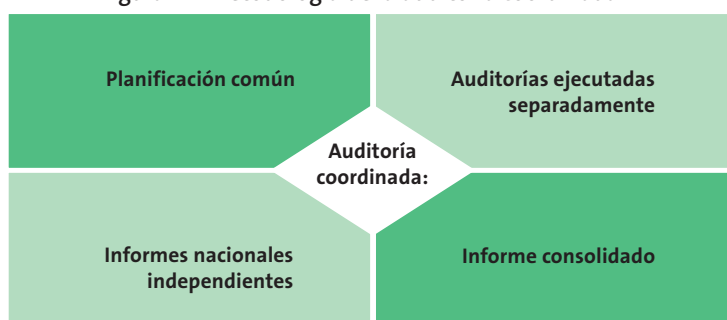 Planificación común
Auditorías ejecutadas
separadamente
Auditoría
coordinada:
Informes nacionales
independientes
Informe consolidado